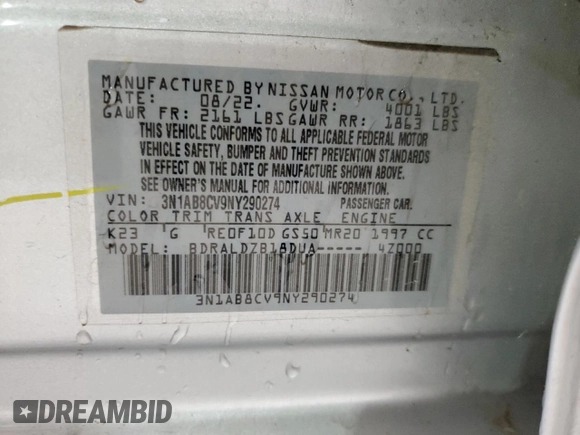 MANUFACTURED BY NISSAN MOTOR CO., LTD.
DATE: 08/22. GVWR: 4001 LBS
GAWR FR: 2161 LBS GAWR RR: 1863 LBS
THIS VEHICLE CONFORMS TO ALL APPLICABLE FEDERAL MOTOR
VEHICLE SAFETY, BUMPER AND THEFT PREVENTION STANDARDS
IN EFFECT ON THE DATE OF MANUFACTURE SHOWN ABOVE.
SEE OWNER'S MANUAL FOR ADDITIONAL INFORMATION.
VIN: 3N1AB8CV9NY290274 PASSENGER CAR.
COLOR TRIM TRANS AXLE ENGINE
K23 G RE0F10D GS50 MR20 1997 CC
MODEL: BDRALDZB18DUA----- 4Z000
3N1AB8CV9NY290274
DREAMBID